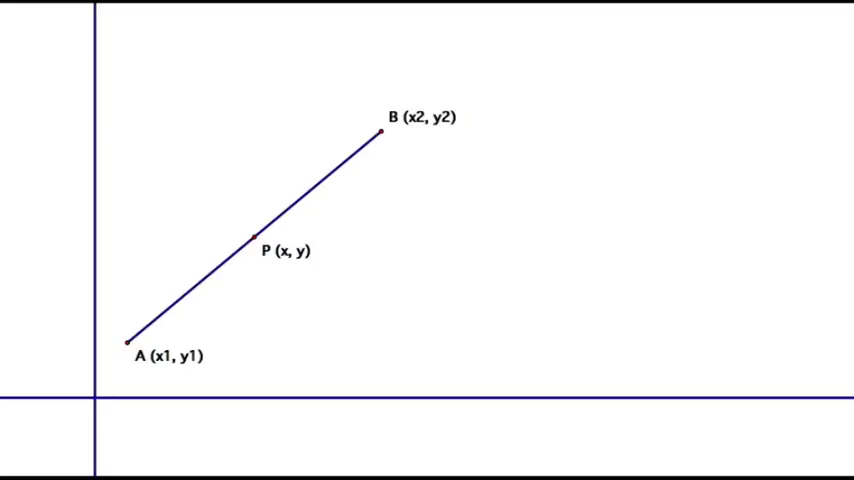 B (x2, y2)
P (x, y)
A (x1, y1)